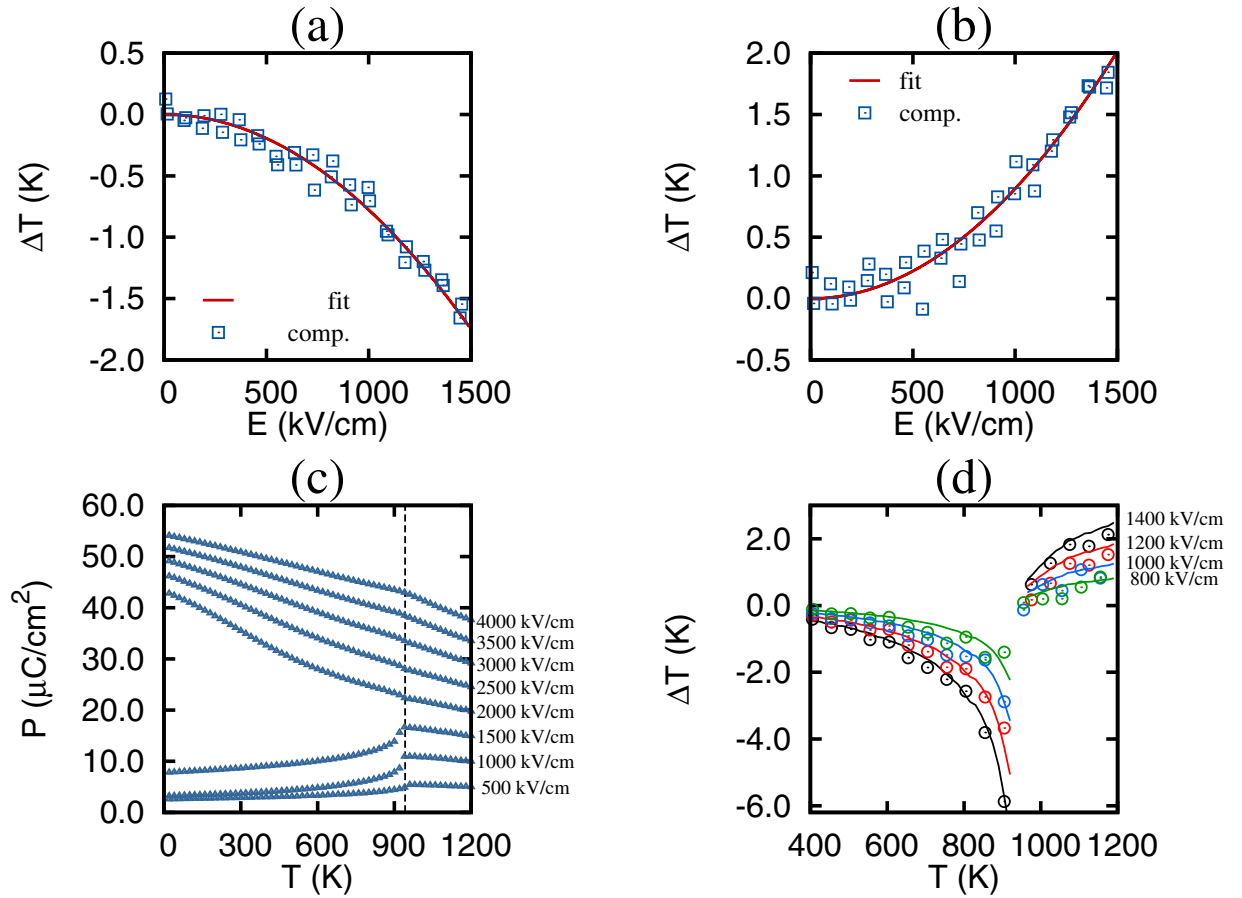 (a)
0.5
0.0
-0.5
-1.0
-1.5
-2.0
ΔT (K)
fit
comp.
0 500 1000 1500
E (kV/cm)
(b)
2.0
1.5
1.0
0.5
0.0
-0.5
ΔT (K)
fit
comp.
0 500 1000 1500
E (kV/cm)
(c)
60.0
50.0
40.0
30.0
20.0
10.0
0.0
P (μC/cm²)
4000 kV/cm
3500 kV/cm
3000 kV/cm
2500 kV/cm
2000 kV/cm
1500 kV/cm
1000 kV/cm
500 kV/cm
0 300 600 900 1200
T (K)
(d)
2.0
0.0
-2.0
-4.0
-6.0
ΔT (K)
1400 kV/cm
1200 kV/cm
1000 kV/cm
800 kV/cm
400 600 800 1000 1200
T (K)